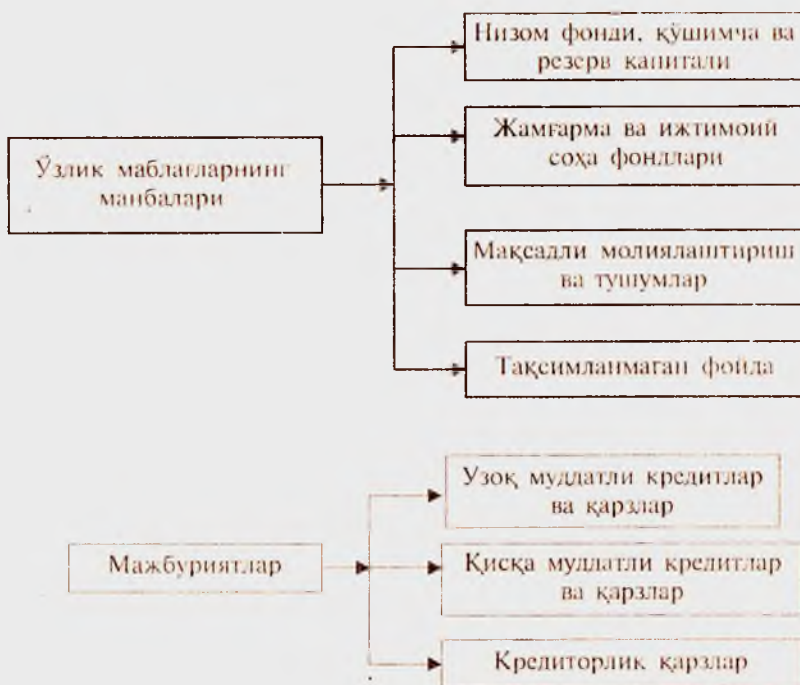 Низом фонди, қўшимча ва
резерв капитали
Жамғарма ва ижтимоий
соҳа фондлари
Ўзлик маблағларнинг
манбалари
Мақсадли молиялаштириш
ва тушумлар
Тақсимланмаган фойда
Узоқ муддатли кредитлар
ва қарзлар
Мажбуриятлар
Қисқа муддатли кредитлар
ва қарзлар
Кредиторлик қарзлар